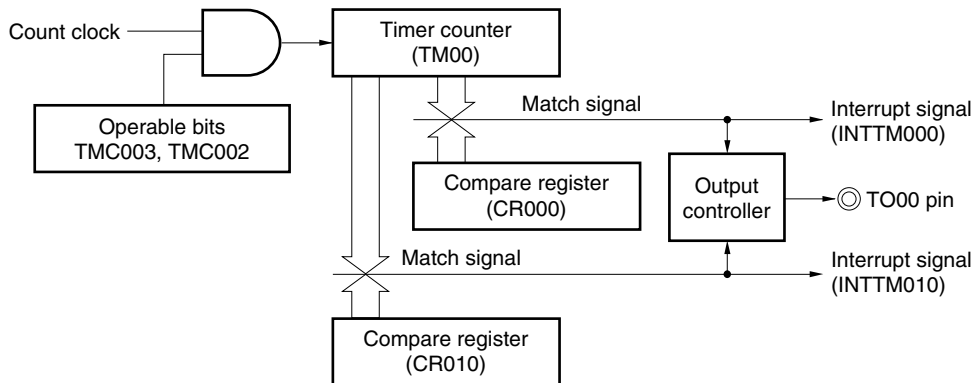 Count clock
Timer counter
(TM00)
Operable bits
TMC003, TMC002
Match signal
Interrupt signal
(INTTM000)
Compare register
(CR000)
Output
controller
TO00 pin
Match signal
Interrupt signal
(INTTM010)
Compare register
(CR010)